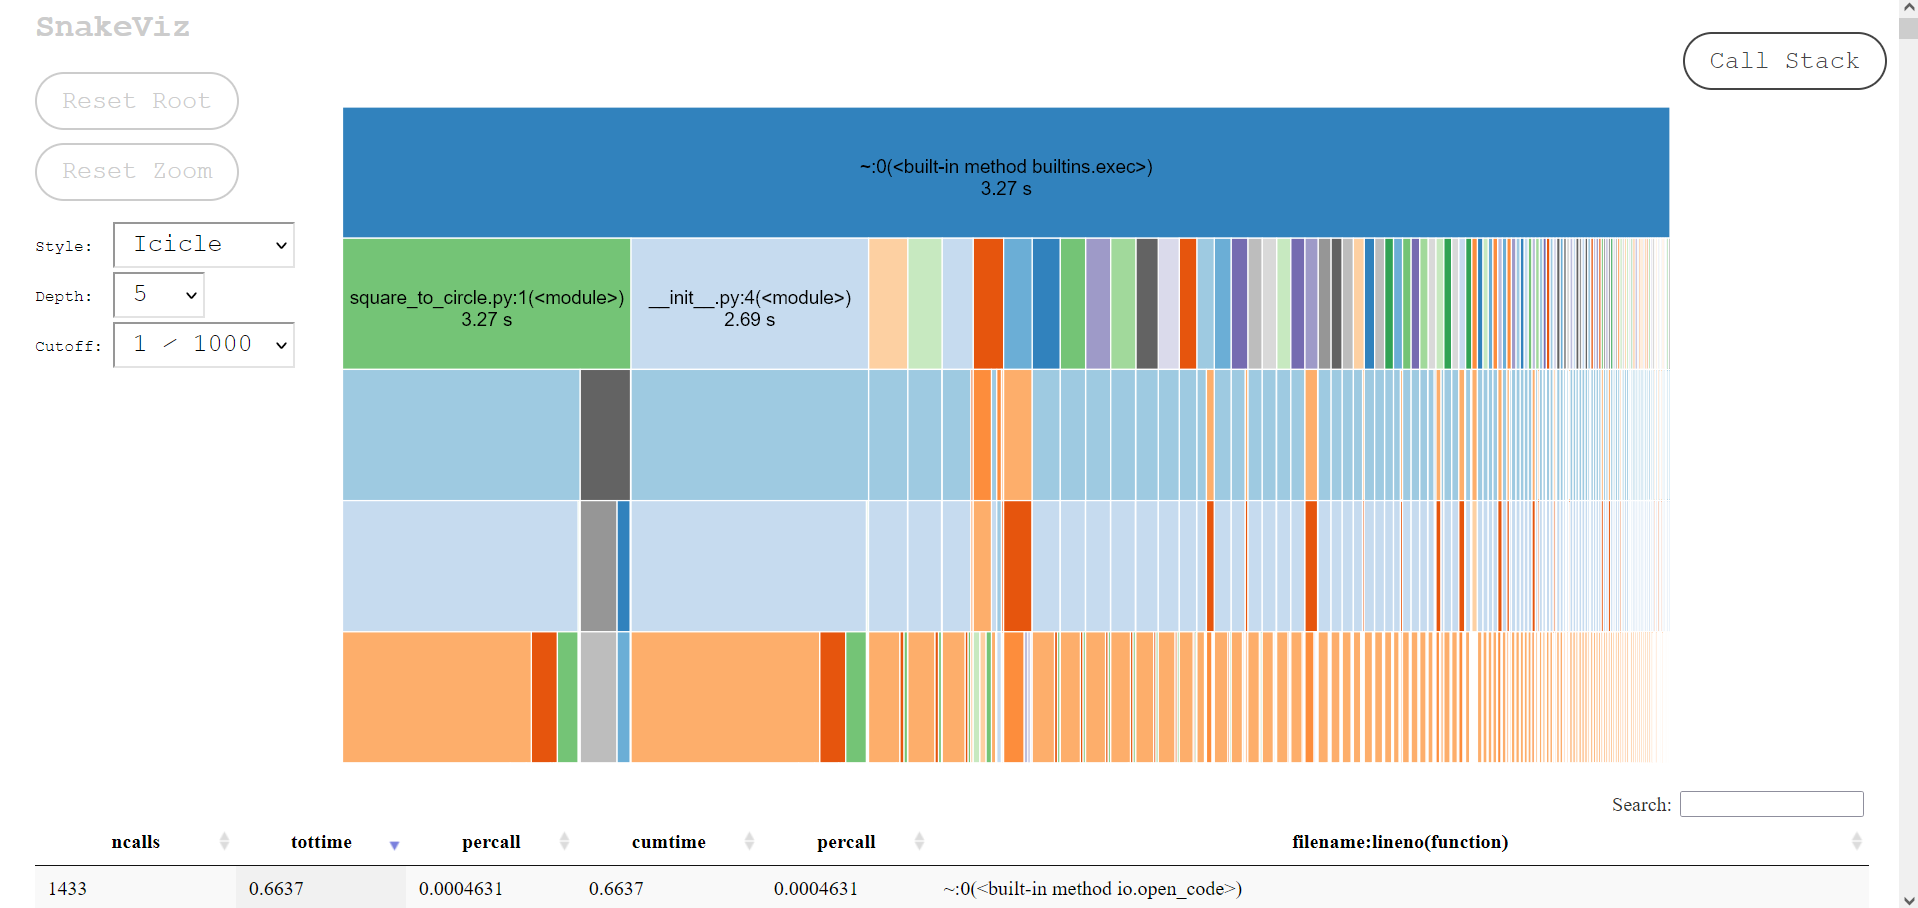 SnakeViz
Call Stack
Reset Root
Reset Zoom
Style: Icicle
Depth: 5
Cutoff: 1 / 1000
~:0(<built-in method builtins.exec>)
3.27 s
square_to_circle.py:1(<module>)
3.27 s
__init__.py:4(<module>)
2.69 s
Search:
ncalls tottime percall cumtime percall filename:lineno(function)
1433 0.6637 0.0004631 0.6637 0.0004631 ~:0(<built-in method io.open_code>)